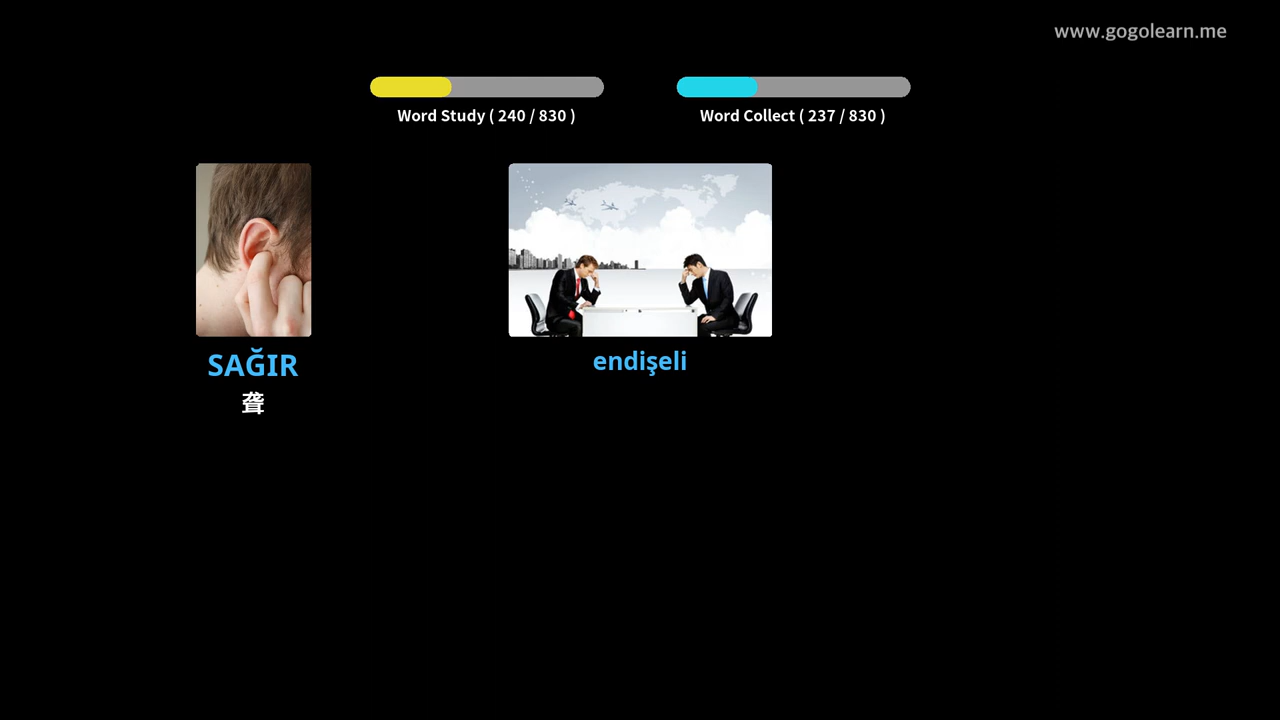 www.gogolearn.me
Word Study ( 240 / 830 )
Word Collect ( 237 / 830 )
SAĞIR
聋
endişeli